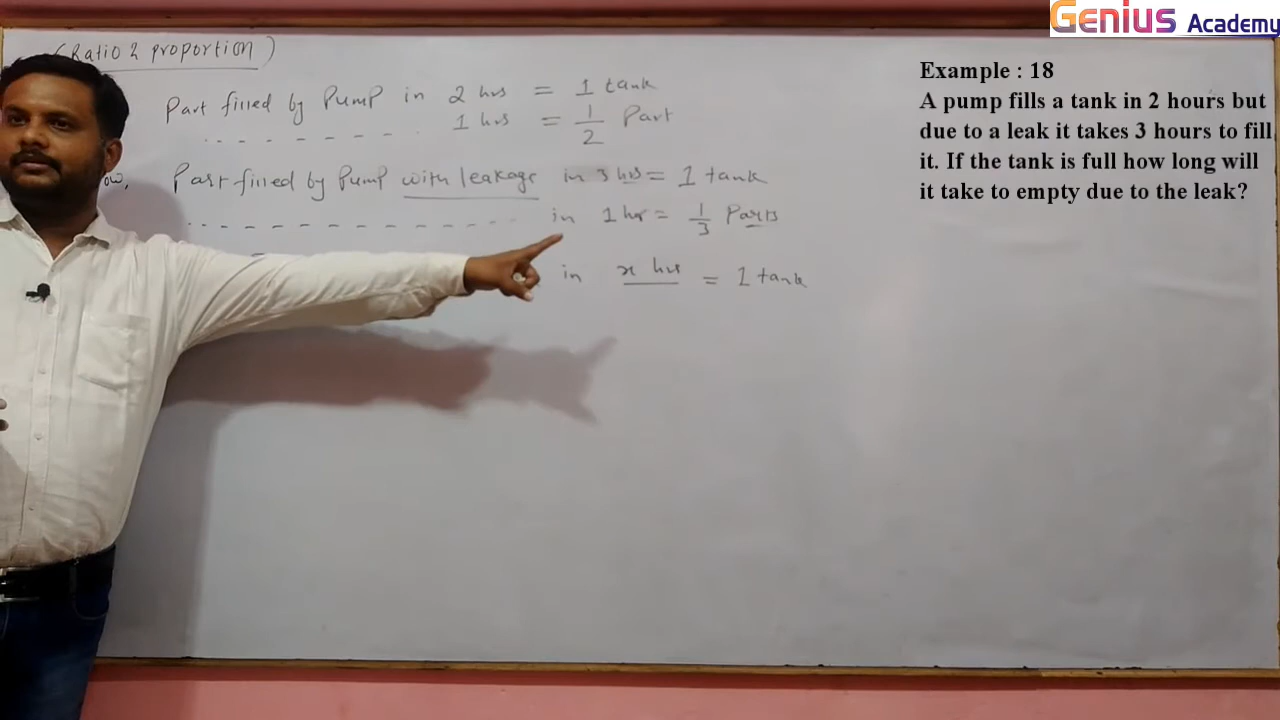 Genius Academy
(Ratio & proportion)
Part filled by Pump in 2 hrs = 1 tank
- - - - - - - - - 1 hrs = 1/2 Part
Part filled by Pump with leakage in 3 hrs = 1 tank
- - - - - - - - - - - - - in 1 hr = 1/3 Parts
in x hrs = 1 tank
Example : 18
A pump fills a tank in 2 hours but
due to a leak it takes 3 hours to fill
it. If the tank is full how long will
it take to empty due to the leak?